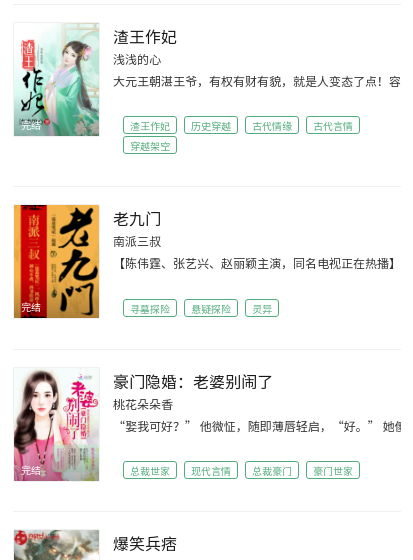 渣王作妃
浅浅的心
大元王朝湛王爷，有权有财有貌，就是人变态了点！容
渣王作妃 历史穿越 古代情缘 古代言情
穿越架空
渣王
作妃
完结
老九门
南派三叔
【陈伟霆、张艺兴、赵丽颖主演，同名电视正在热播】
寻墓探险 悬疑探险 灵异
南派三叔
老九門
完结
豪门隐婚：老婆别闹了
桃花朵朵香
“娶我可好？” 他微怔，随即薄唇轻启，“好。” 她便
总裁世家 现代言情 总裁豪门 豪门世家
老婆
别闹了
豪门隐婚
完结
爆笑兵痞